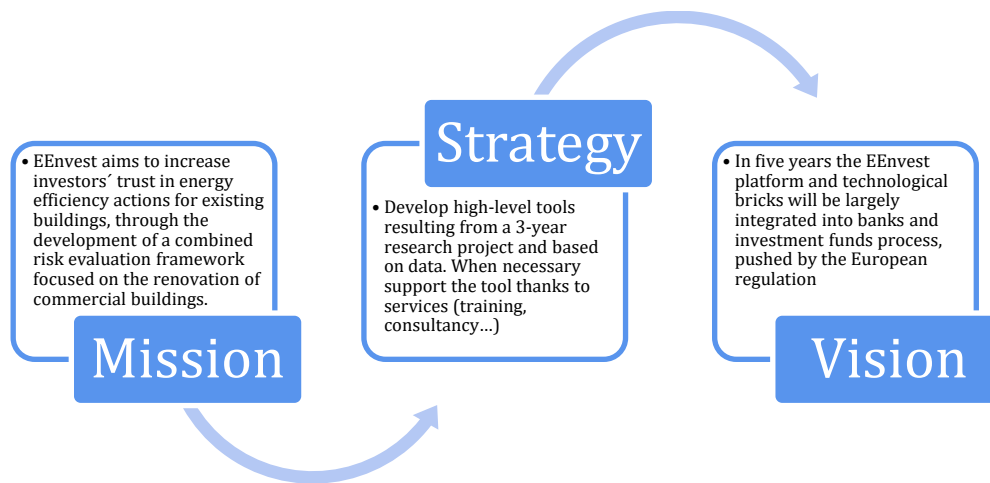 • EEnvest aims to increase
investors´ trust in energy
efficiency actions for existing
buildings, through the
development of a combined
risk evaluation framework
focused on the renovation of
commercial buildings.
Mission
Strategy
• Develop high-level tools
resulting from a 3-year
research project and based
on data. When necessary
support the tool thanks to
services (training,
consultancy...)
• In five years the EEnvest
platform and technological
bricks will be largely
integrated into banks and
investment funds process,
pushed by the European
regulation
Vision